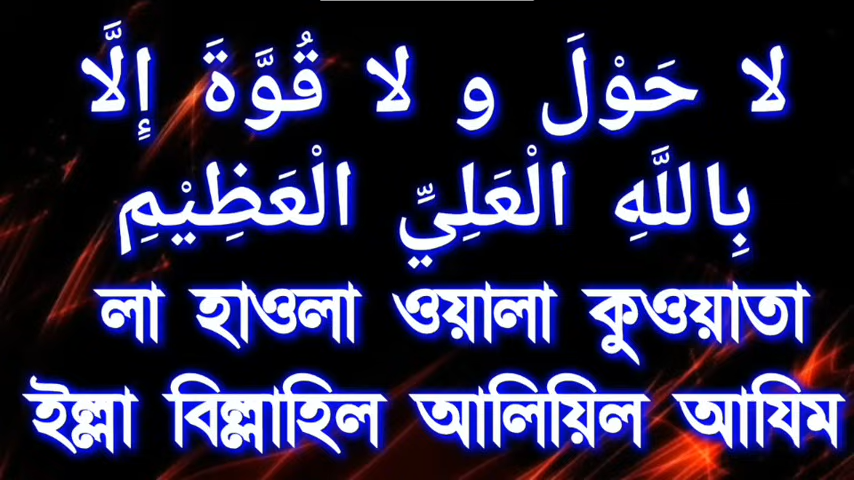 لا حَوْلَ و لا قُوَّةَ إِلَّا
بِاللَّهِ الْعَلِيِّ الْعَظِيْمِ
লা হাওলা ওয়ালা কুওয়াতা
ইল্লা বিল্লাহিল আলিয়িল আযিম